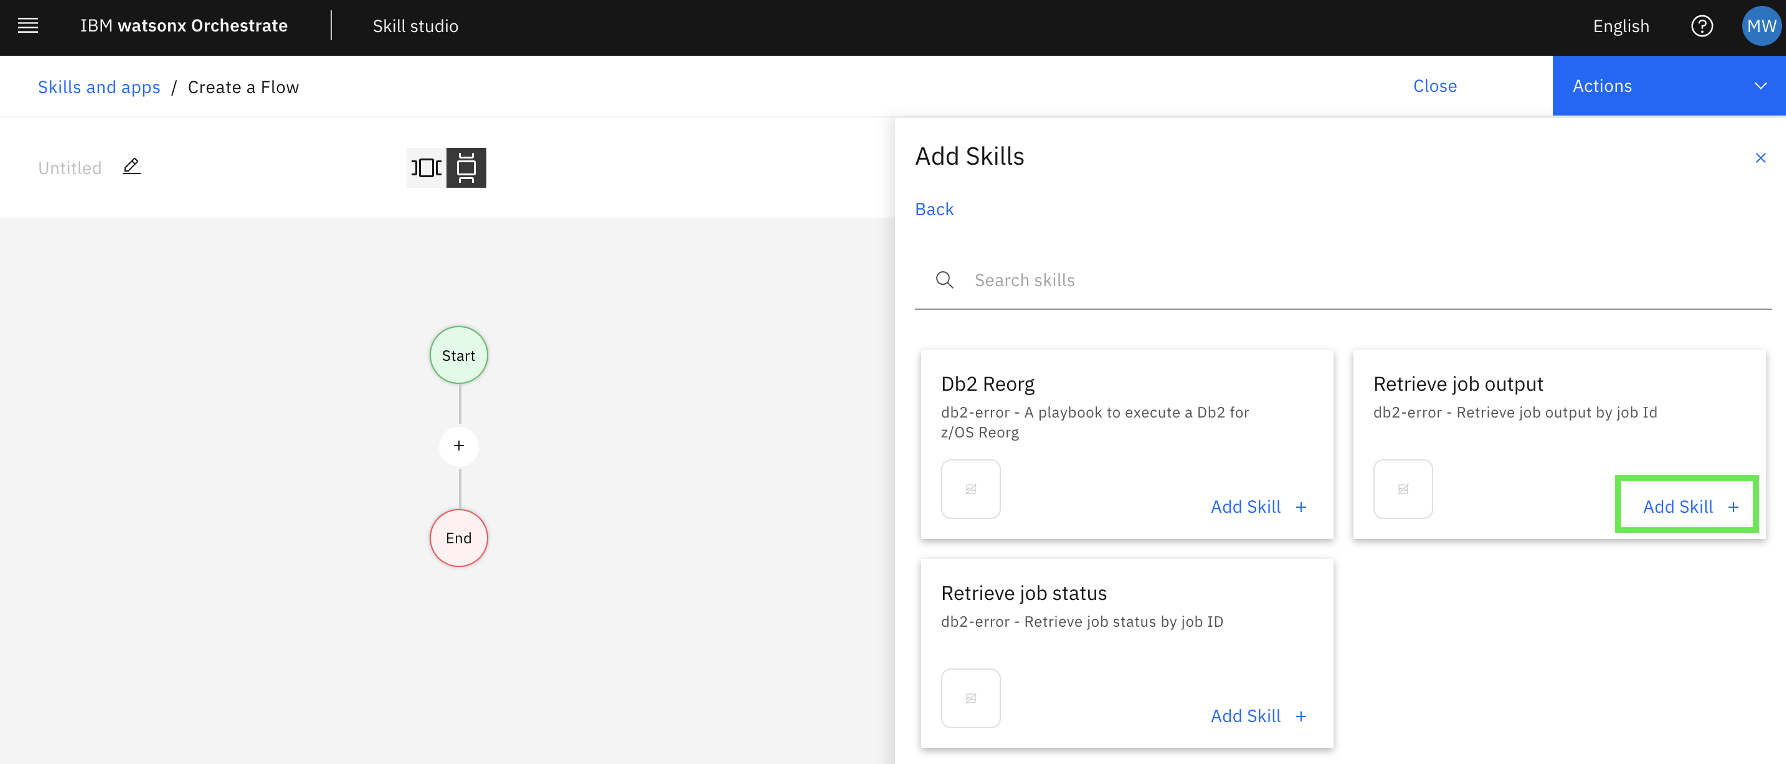 IBM watsonx Orchestrate
Skill studio
English
MW
Skills and apps / Create a Flow
Close
Actions
Untitled
Start
+
End
Add Skills
Back
Search skills
Db2 Reorg
db2-error - A playbook to execute a Db2 for
z/OS Reorg
Add Skill +
Retrieve job output
db2-error - Retrieve job output by job Id
Add Skill +
Retrieve job status
db2-error - Retrieve job status by job ID
Add Skill +